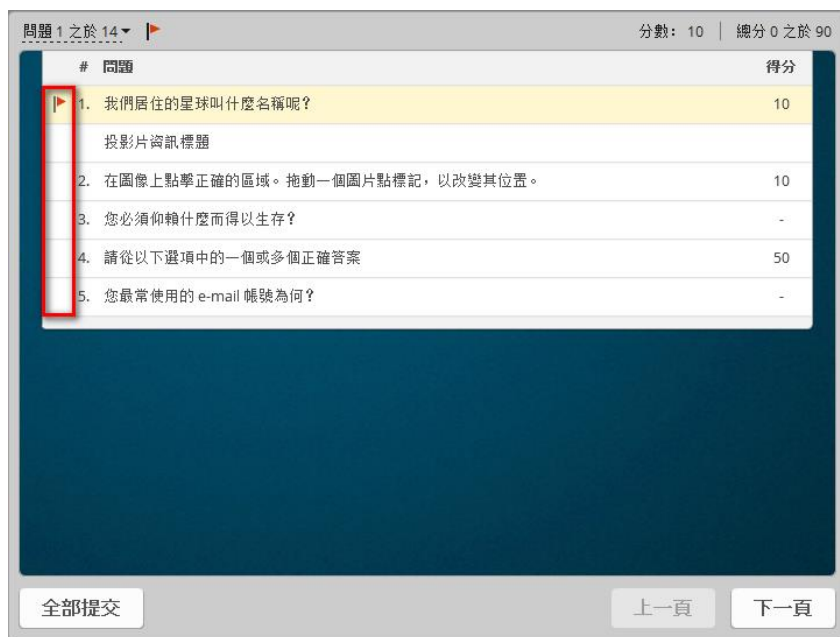 問題 1 之於 14 分數: 10 | 總分 0 之於 90
# 問題 得分
1. 我們居住的星球叫什麼名稱呢? 10
投影片資訊標題
2. 在圖像上點擊正確的區域。拖動一個圖片點標記,以改變其位置。 10
3. 您必須仰賴什麼而得以生存? -
4. 請從以下選項中的一個或多個正確答案 50
5. 您最常使用的 e-mail 帳號為何? -
全部提交 上一頁 下一頁